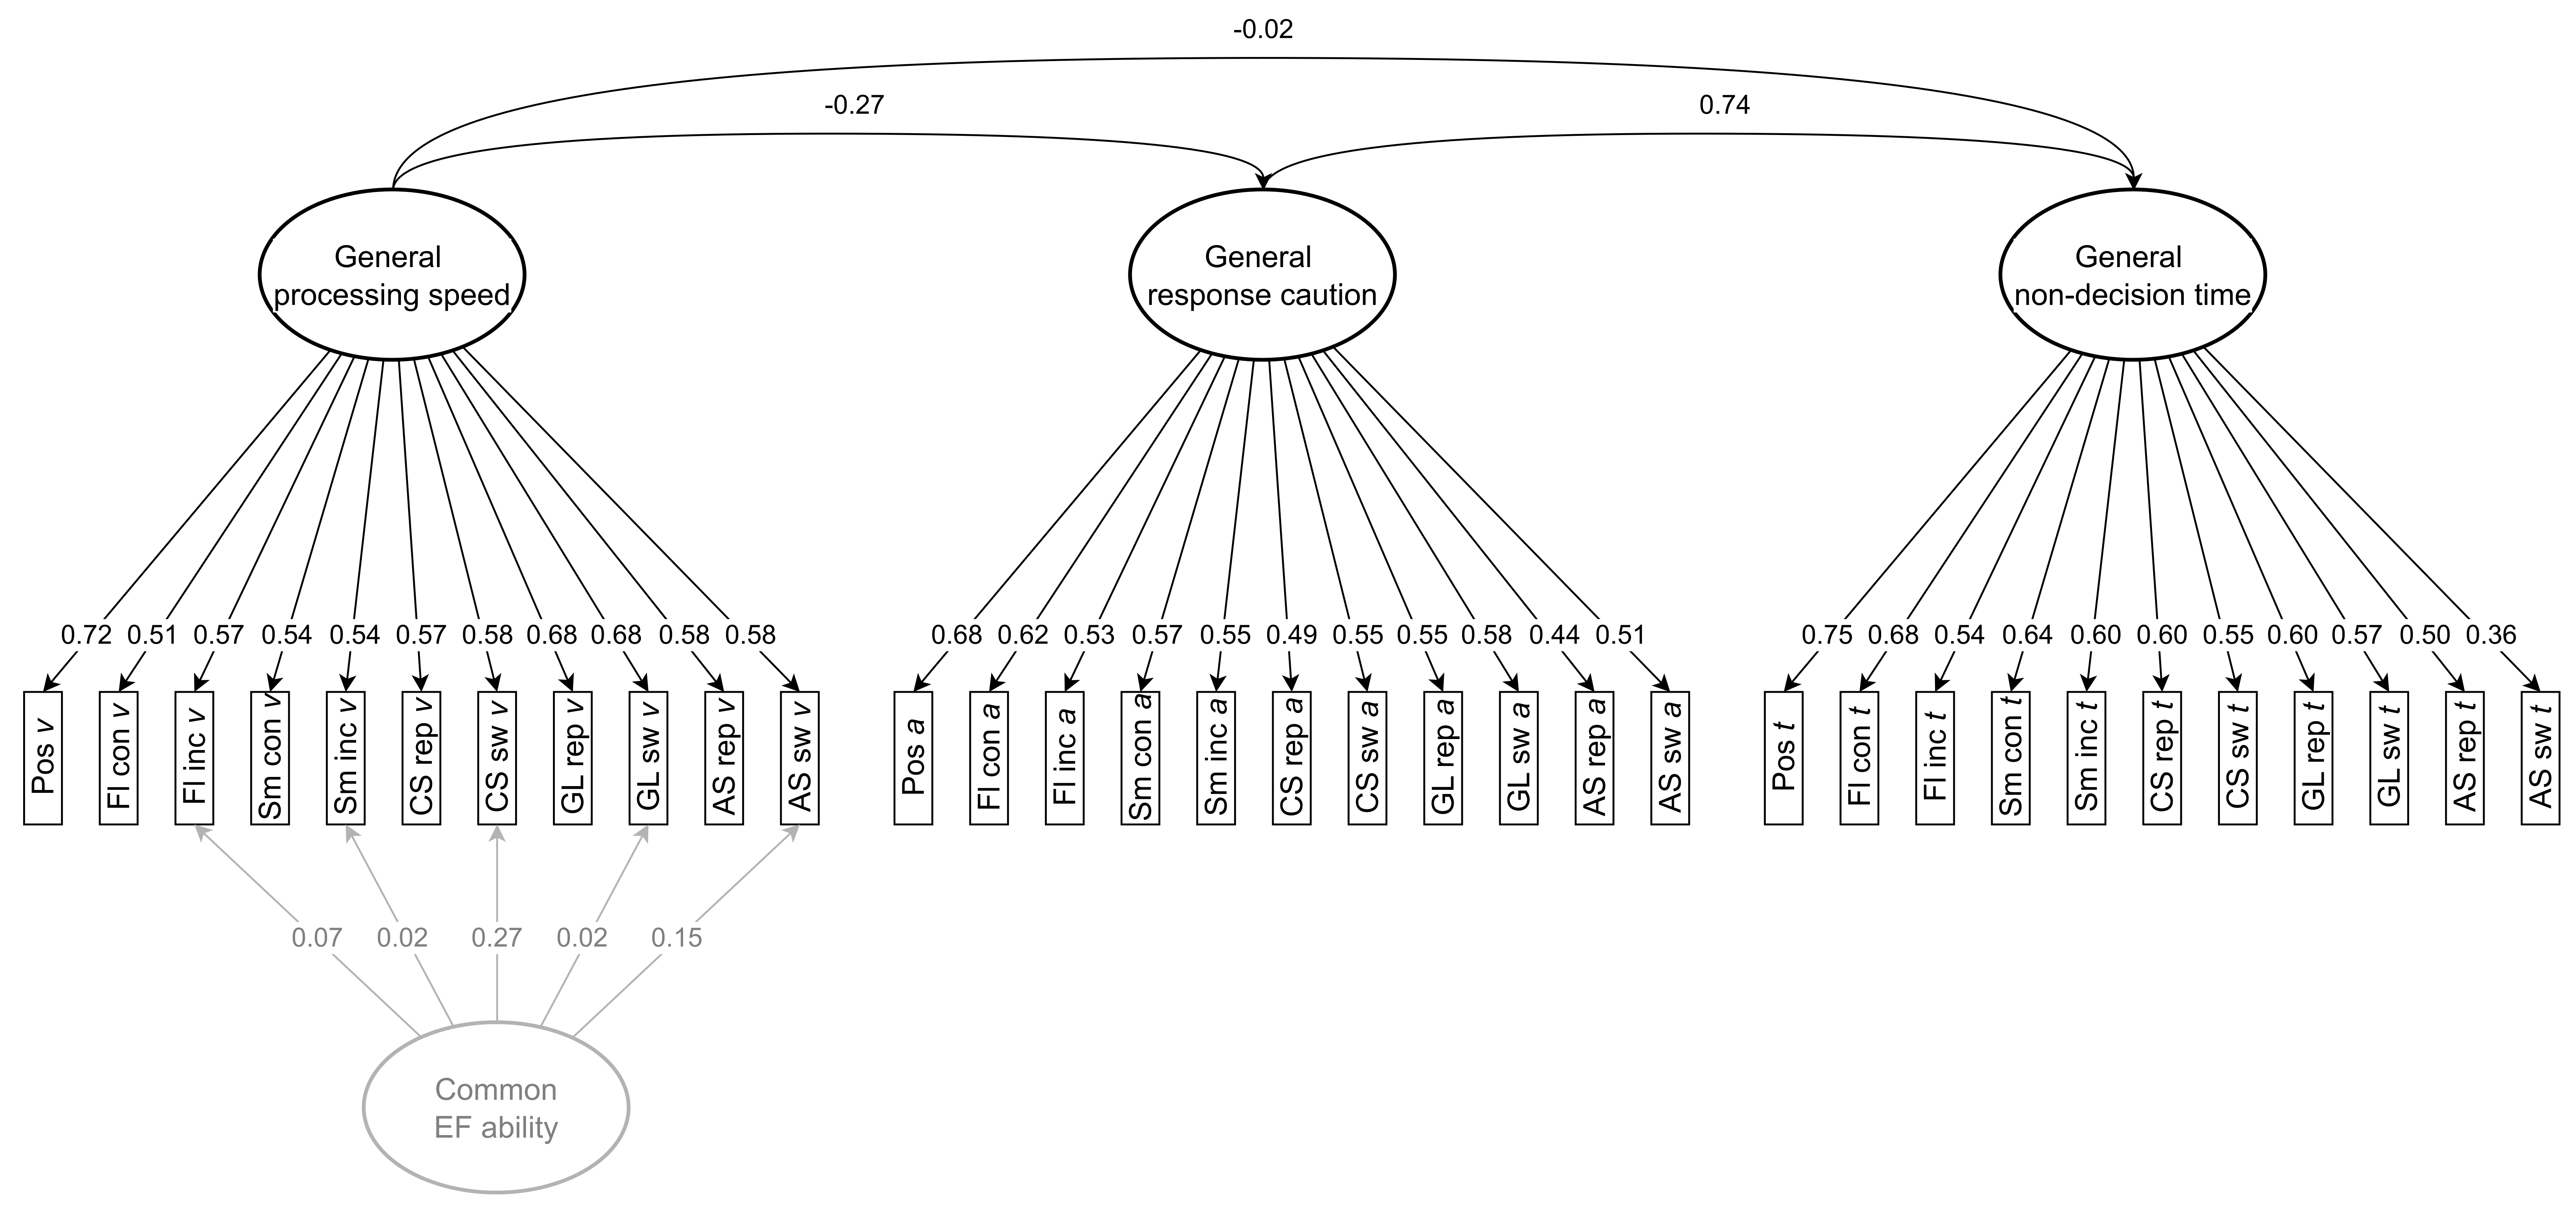 -0.02
-0.27
0.74
General
processing speed
General
response caution
General
non-decision time
0.72 0.51 0.57 0.54 0.54 0.57 0.58 0.68 0.68 0.58 0.58
0.68 0.62 0.53 0.57 0.55 0.49 0.55 0.55 0.58 0.44 0.51
0.75 0.68 0.54 0.64 0.60 0.60 0.55 0.60 0.57 0.50 0.36
Pos v
Fl con v
Fl inc v
Sm con v
Sm inc v
CS rep v
CS sw v
GL rep v
GL sw v
AS rep v
AS sw v
Pos a
Fl con a
Fl inc a
Sm con a
Sm inc a
CS rep a
CS sw a
GL rep a
GL sw a
AS rep a
AS sw a
Pos t
Fl con t
Fl inc t
Sm con t
Sm inc t
CS rep t
CS sw t
GL rep t
GL sw t
AS rep t
AS sw t
0.07 0.02 0.27 0.02 0.15
Common
EF ability